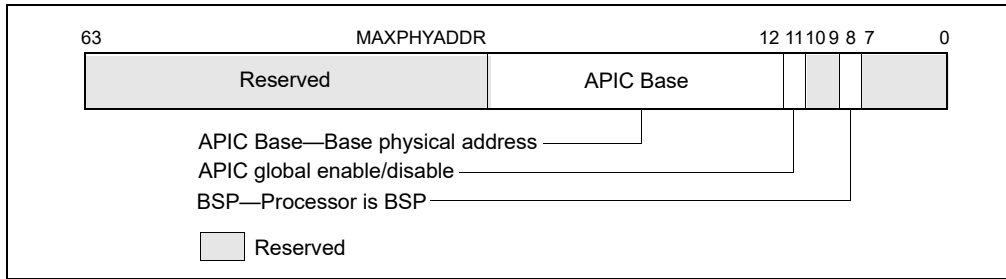 63 MAXPHYADDR 12 11 10 9 8 7 0
Reserved APIC Base
APIC Base—Base physical address
APIC global enable/disable
BSP—Processor is BSP
Reserved